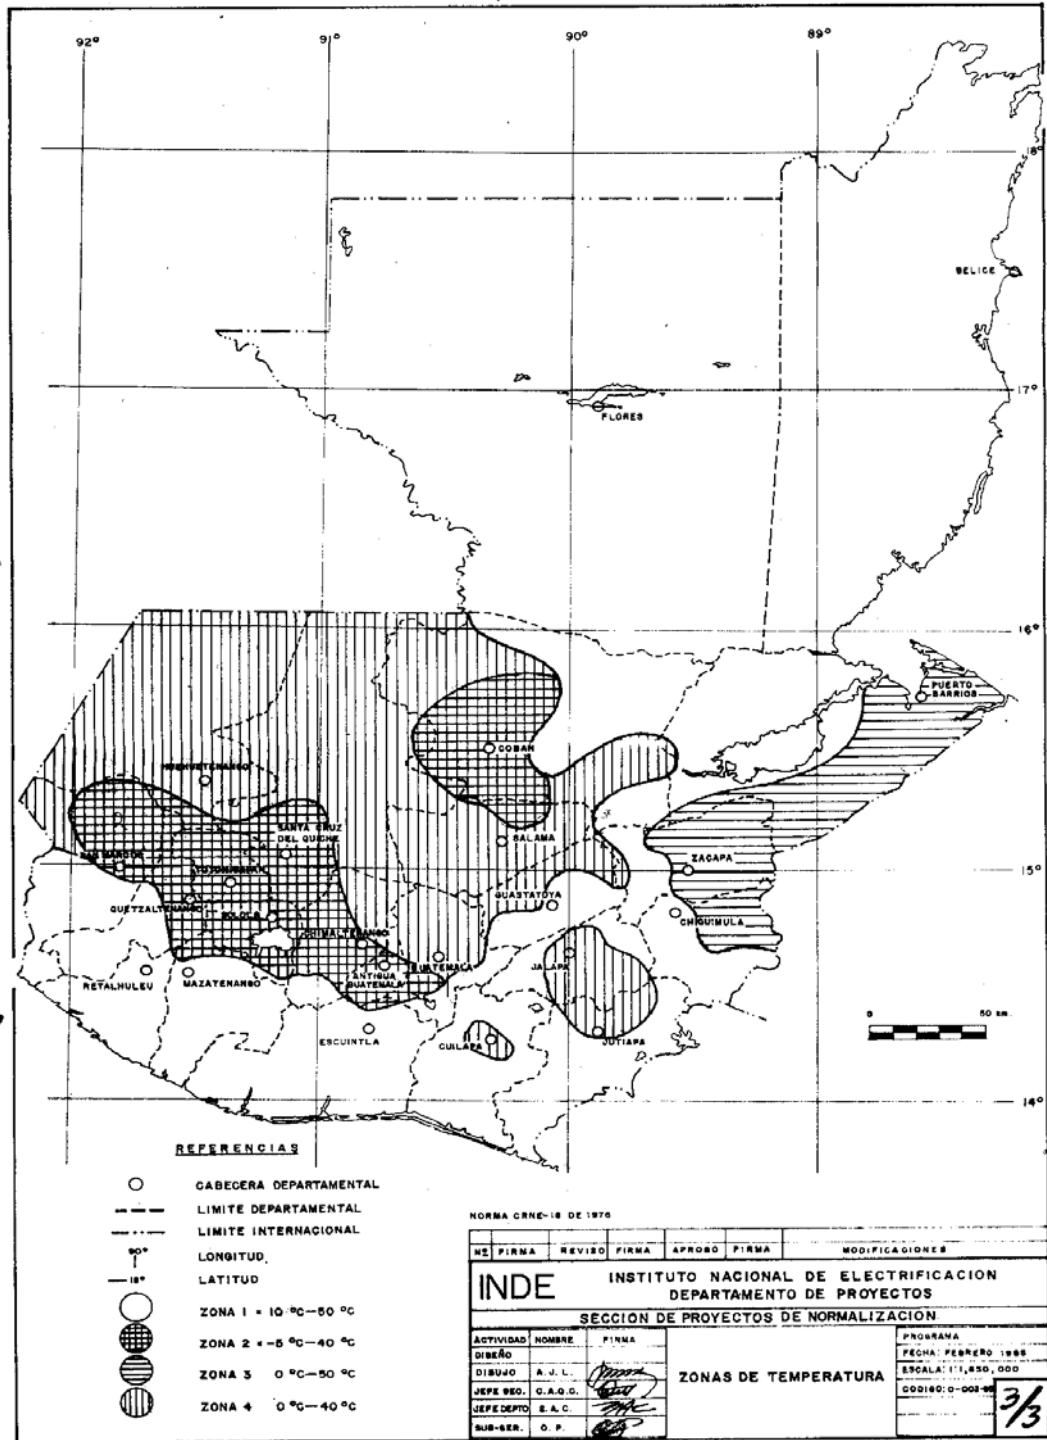 92° 91° 90° 89°
18°
BELICE
17°
FLORES
16°
PUERTO BARRIOS
COBAN
HUEHUETENANGO
SANTA CRUZ DEL QUICHE
SALAMA
SAN MARCOS
TOTONICAPAN
ZACAPA
15°
QUETZALTENANGO
SOLOLA
GUASTATOYA
CHIQUIMULA
CHIMALTENANGO
GUATEMALA
JALAPA
RETALHULEU
MAZATENANGO
ANTIGUA GUATEMALA
0 50 km.
ESCUINTLA
CUILAPA
JUTIAPA
14°
REFERENCIAS
CABECERA DEPARTAMENTAL
LIMITE DEPARTAMENTAL
LIMITE INTERNACIONAL
90° LONGITUD
18° LATITUD
ZONA 1 = 10 °C—50 °C
ZONA 2 = -5 °C—40 °C
ZONA 3 0 °C—50 °C
ZONA 4 0 °C—40 °C
NORMA CRNE-18 DE 1976
Nº FIRMA REVISO FIRMA APROBO FIRMA MODIFICACIONES
INDE
INSTITUTO NACIONAL DE ELECTRIFICACION
DEPARTAMENTO DE PROYECTOS
SECCION DE PROYECTOS DE NORMALIZACION
ACTIVIDAD NOMBRE FIRMA
DISEÑO
DIBUJO A.J.L.
JEFE SEC. C.A.Q.G.
JEFE DEPTO E.A.C.
SUB-GER. O.P.
ZONAS DE TEMPERATURA
PROGRAMA
FECHA: FEBRERO
ESCALA: 1:1,850,000
CODIGO:
3/3